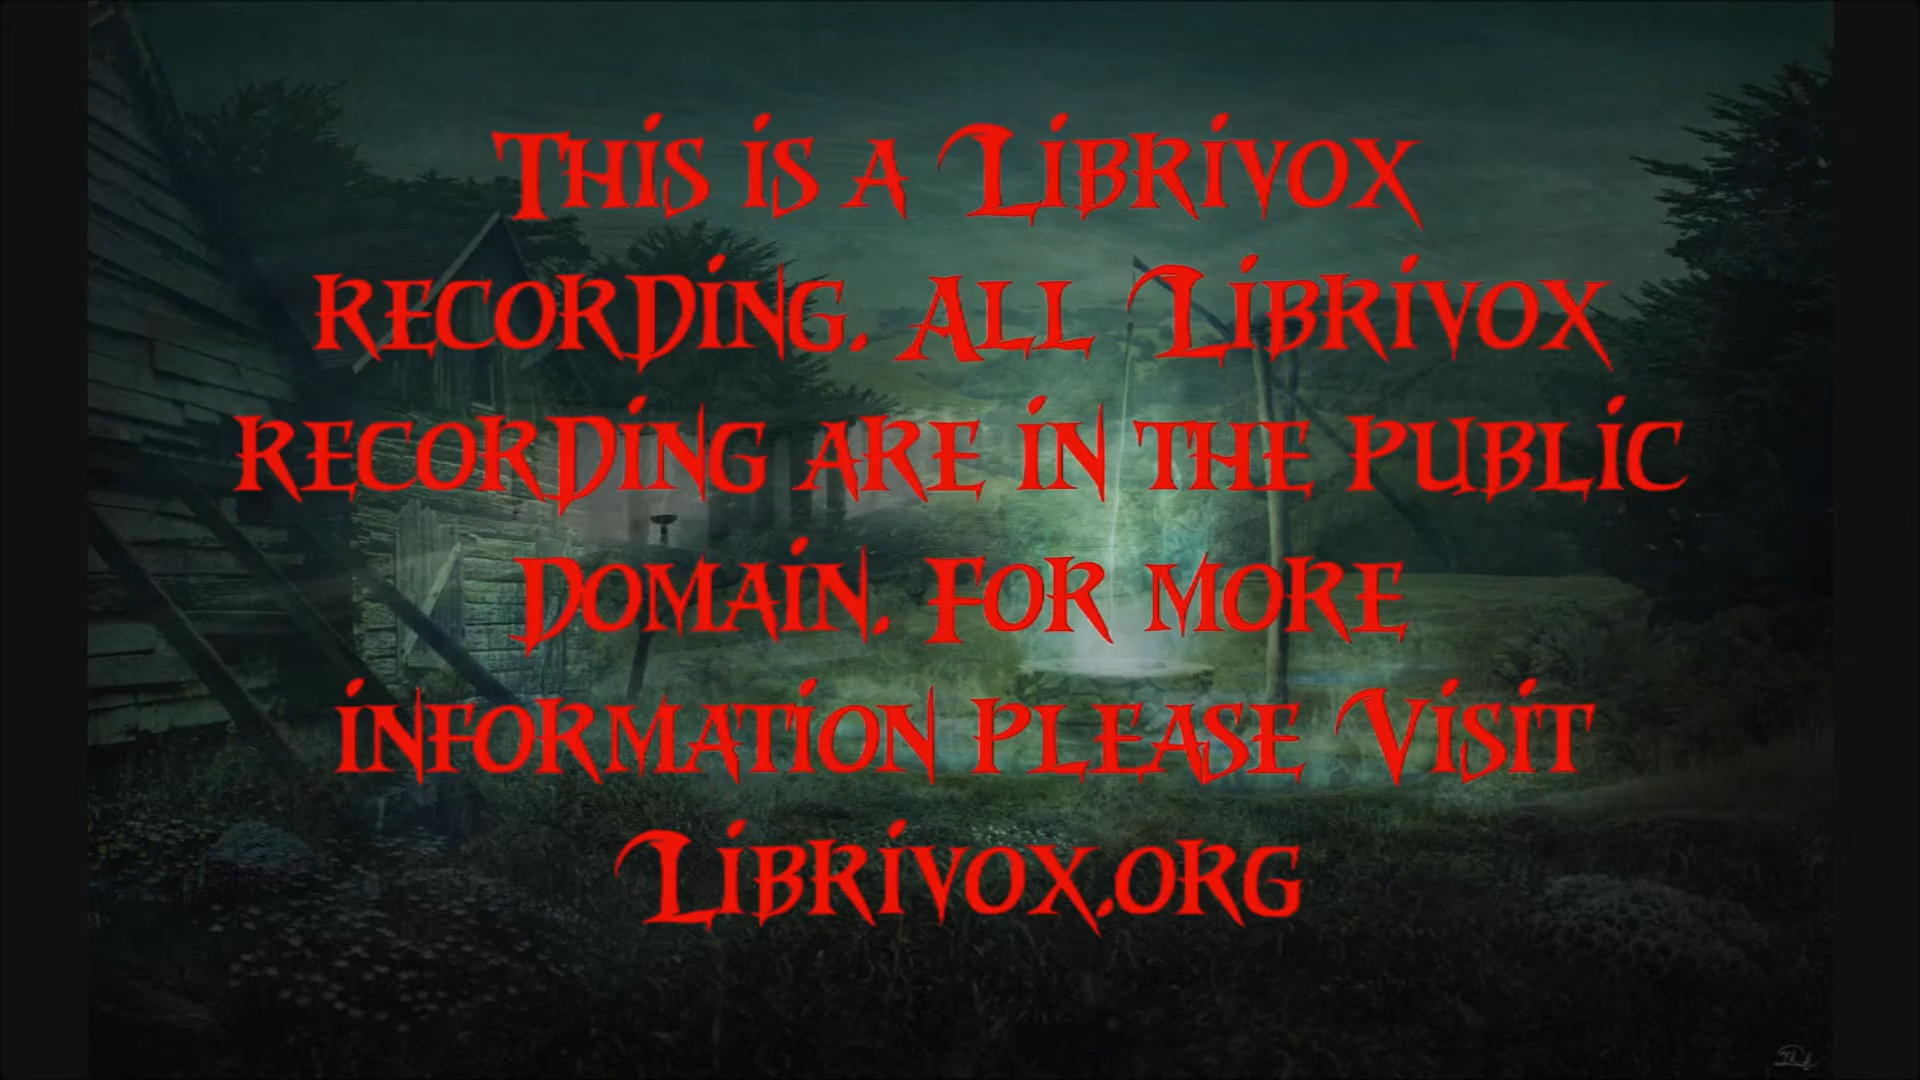 This is a Librivox
recording. All Librivox
recording are in the public
Domain. For more
information please Visit
Librivox.org